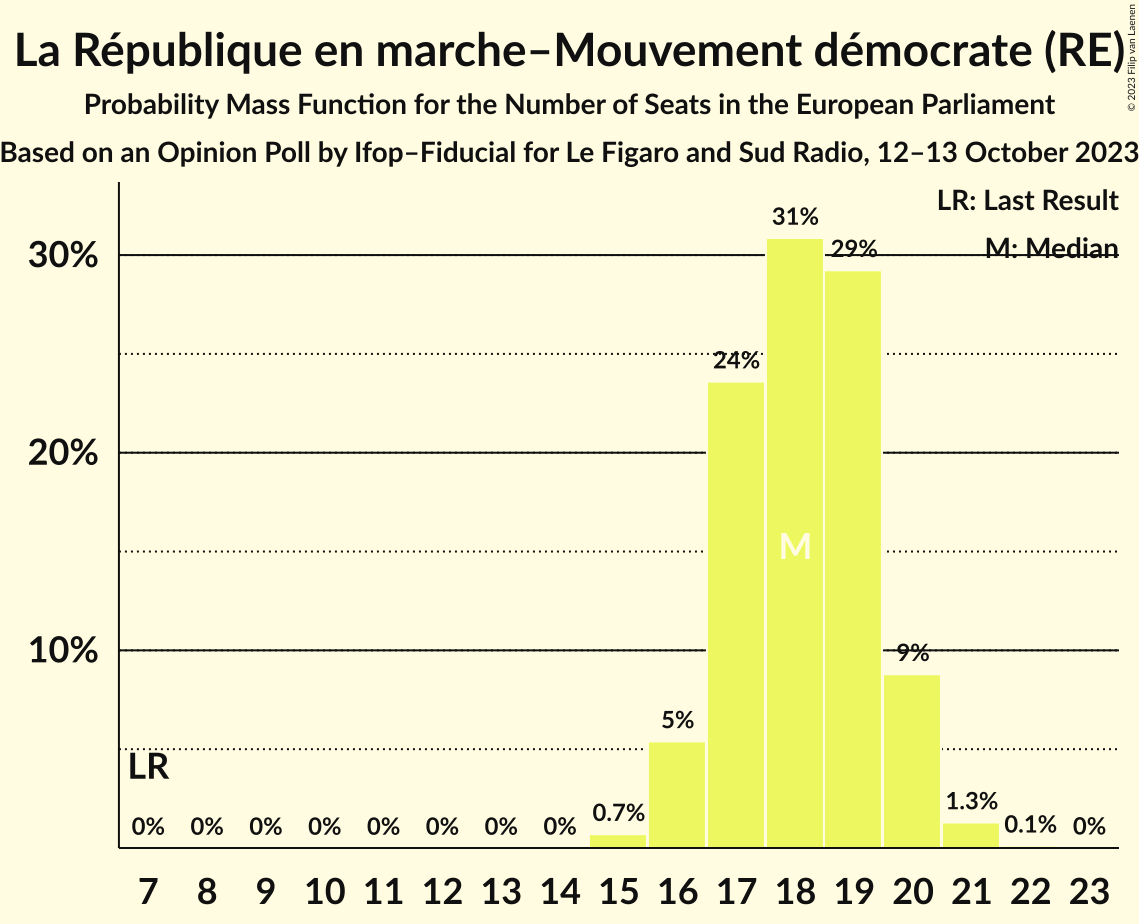 La République en marche–Mouvement démocrate (RE)
© 2023 Filip van Laenen
Probability Mass Function for the Number of Seats in the European Parliament
Based on an Opinion Poll by Ifop–Fiducial for Le Figaro and Sud Radio, 12–13 October 2023
LR: Last Result
M: Median
30%
20%
10%
31%
29%
24%
M
9%
5%
LR
0% 0% 0% 0% 0% 0% 0% 0% 0.7% 1.3% 0.1% 0%
7 8 9 10 11 12 13 14 15 16 17 18 19 20 21 22 23